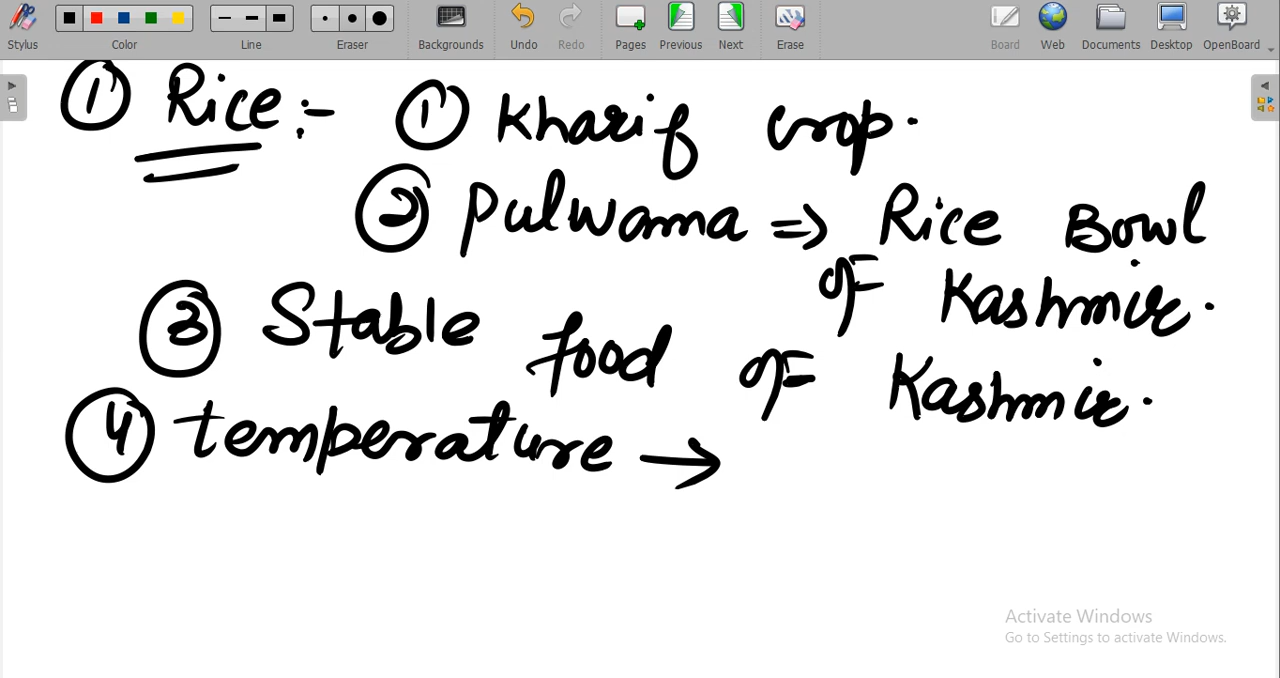 Stylus Color Line Eraser Backgrounds Undo Redo Pages Previous Next Erase Board Web Documents Desktop OpenBoard
① Rice :- ① Kharif crop.
② Pulwama => Rice Bowl
of Kashmir.
③ Stable food of Kashmir.
④ temperature →
Activate Windows
Go to Settings to activate Windows.